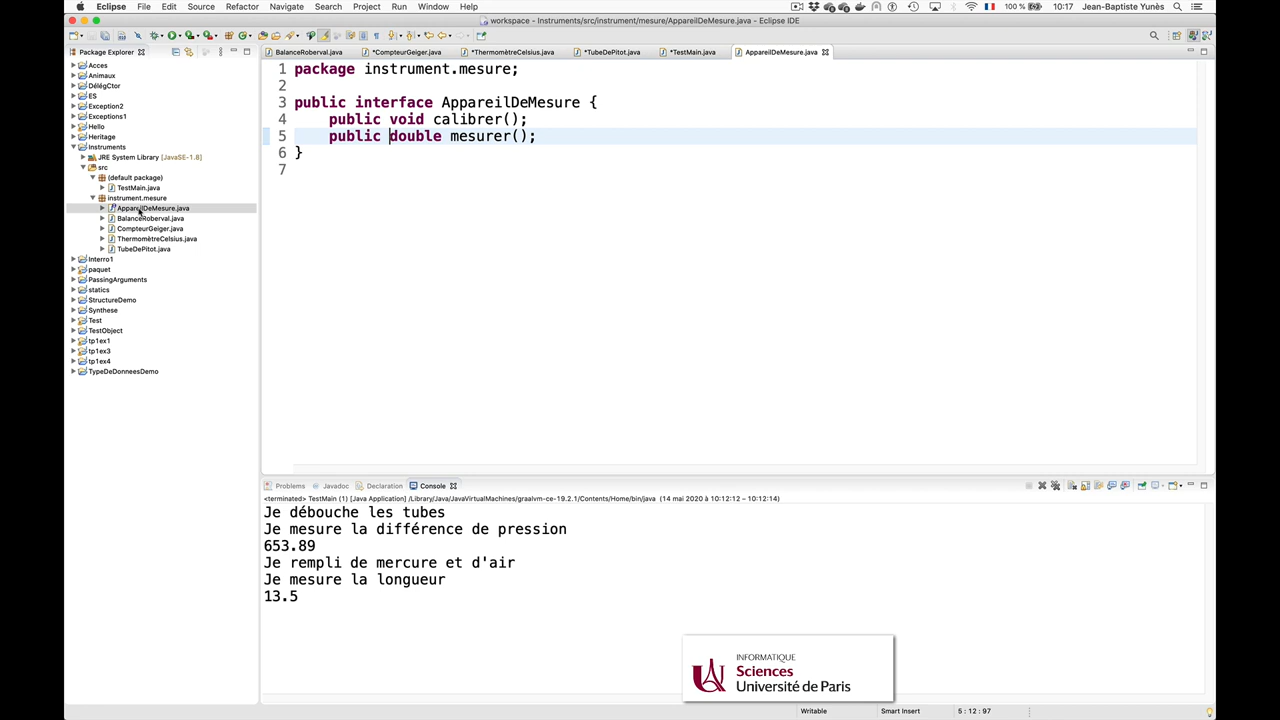 Eclipse File Edit Source Refactor Navigate Search Project Run Window Help 100 % 10:17 Jean-Baptiste Yunès
workspace - Instruments/src/instrument/mesure/AppareilDeMesure.java - Eclipse IDE
Package Explorer
Acces
Animaux
DélégCtor
ES
Exception2
Exceptions1
Hello
Heritage
Instruments
JRE System Library [JavaSE-1.8]
src
(default package)
TestMain.java
instrument.mesure
AppareilDeMesure.java
BalanceRoberval.java
CompteurGeiger.java
ThermomètreCelsius.java
TubeDePitot.java
Interro1
paquet
PassingArguments
statics
StructureDemo
Synthese
Test
TestObject
tp1ex1
tp1ex3
tp1ex4
TypeDeDonneesDemo
BalanceRoberval.java *CompteurGeiger.java *ThermomètreCelsius.java *TubeDePitot.java *TestMain.java AppareilDeMesure.java
1 package instrument.mesure;
2
3 public interface AppareilDeMesure {
4 public void calibrer();
5 public double mesurer();
6 }
7
Problems Javadoc Declaration Console
<terminated> TestMain (1) [Java Application] /Library/Java/JavaVirtualMachines/graalvm-ce-19.2.1/Contents/Home/bin/java (14 mai 2020 à 10:12:12 – 10:12:14)
Je débouche les tubes
Je mesure la différence de pression
653.89
Je rempli de mercure et d'air
Je mesure la longueur
13.5
INFORMATIQUE
Sciences
Université de Paris
Writable Smart Insert 5 : 12 : 97